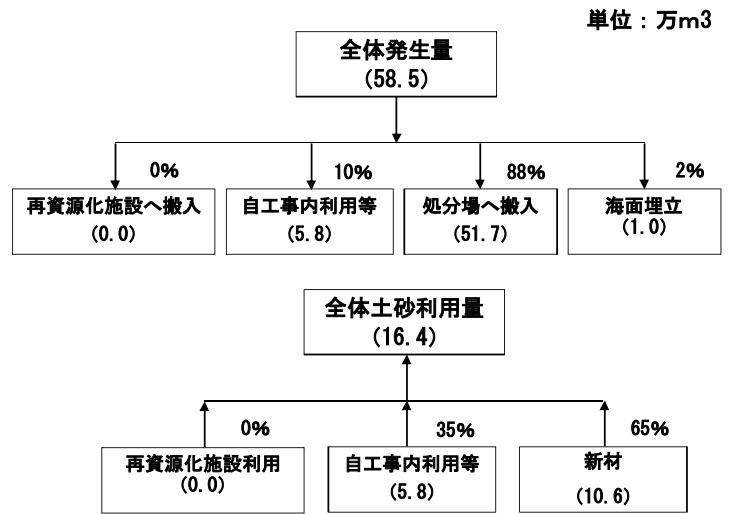 単位：万ｍ3
全体発生量
(58.5)
0%
10%
88%
2%
再資源化施設へ搬入
(0.0)
自工事内利用等
(5.8)
処分場へ搬入
(51.7)
海面埋立
(1.0)
全体土砂利用量
(16.4)
0%
35%
65%
再資源化施設利用
(0.0)
自工事内利用等
(5.8)
新材
(10.6)